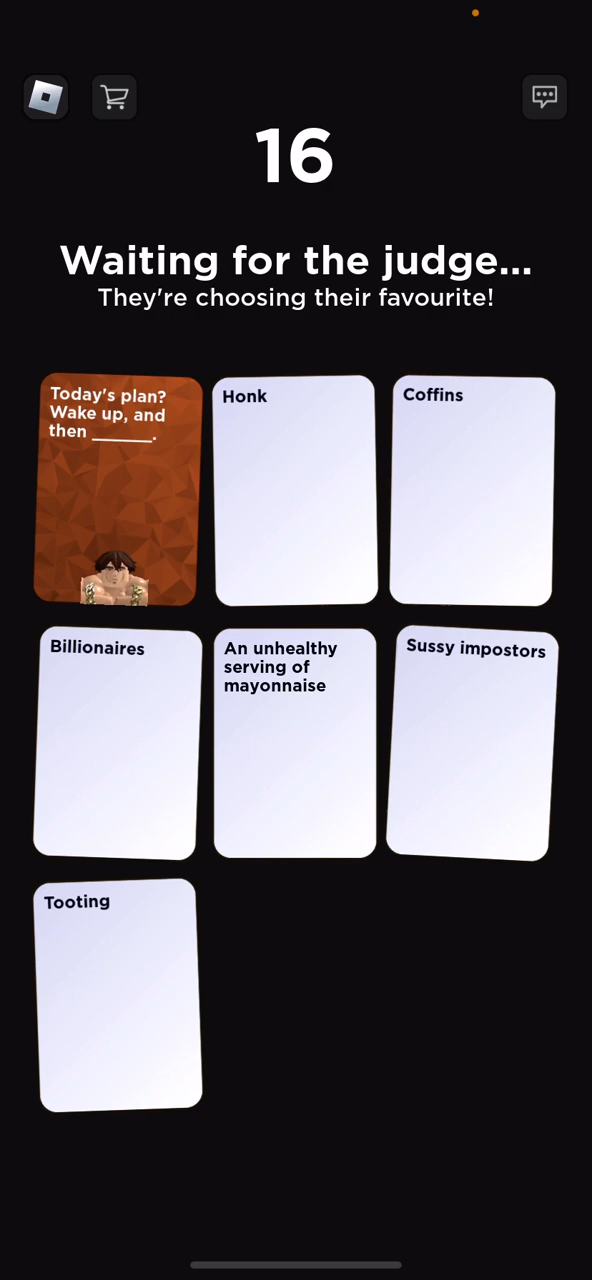 16
Waiting for the judge...
They're choosing their favourite!
Today's plan?
Wake up, and
then ______.
Honk
Coffins
Billionaires
An unhealthy
serving of
mayonnaise
Sussy impostors
Tooting